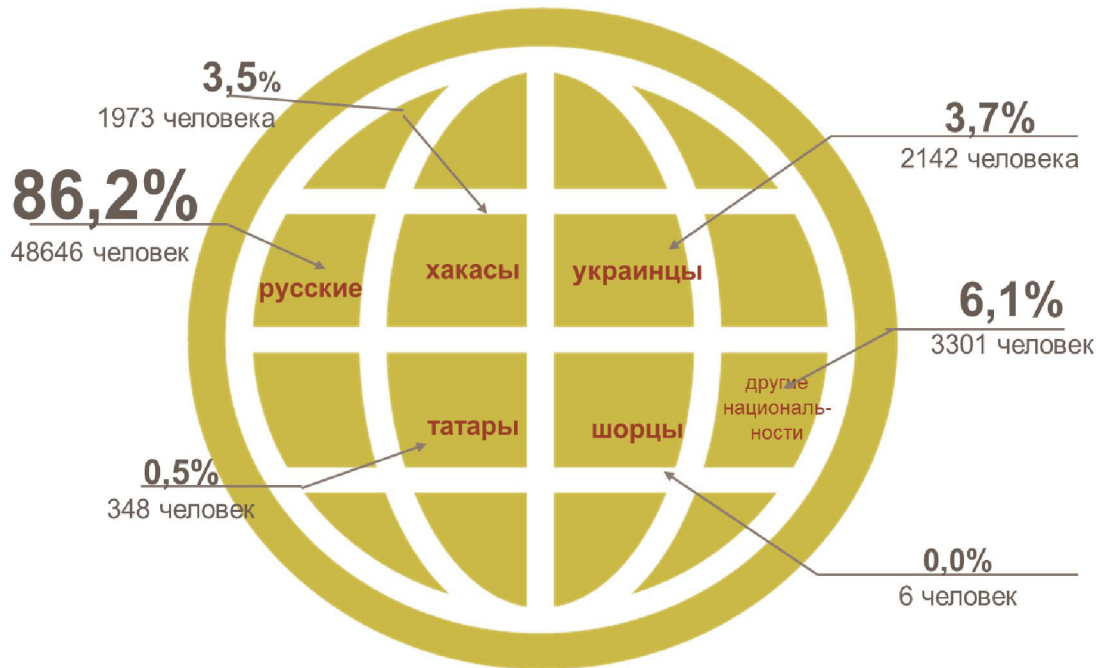 3,5%
1973 человека
3,7%
2142 человека
86,2%
48646 человек
русские
хакасы
украинцы
6,1%
3301 человек
другие
националь-
ности
татары
шорцы
0,5%
348 человек
0,0%
6 человек